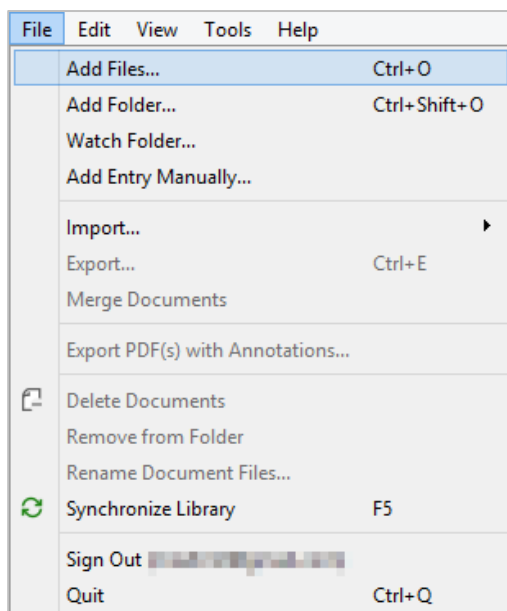 File Edit View Tools Help
Add Files... Ctrl+O
Add Folder... Ctrl+Shift+O
Watch Folder...
Add Entry Manually...
Import...
Export... Ctrl+E
Merge Documents
Export PDF(s) with Annotations...
Delete Documents
Remove from Folder
Rename Document Files...
Synchronize Library F5
Sign Out
Quit Ctrl+Q